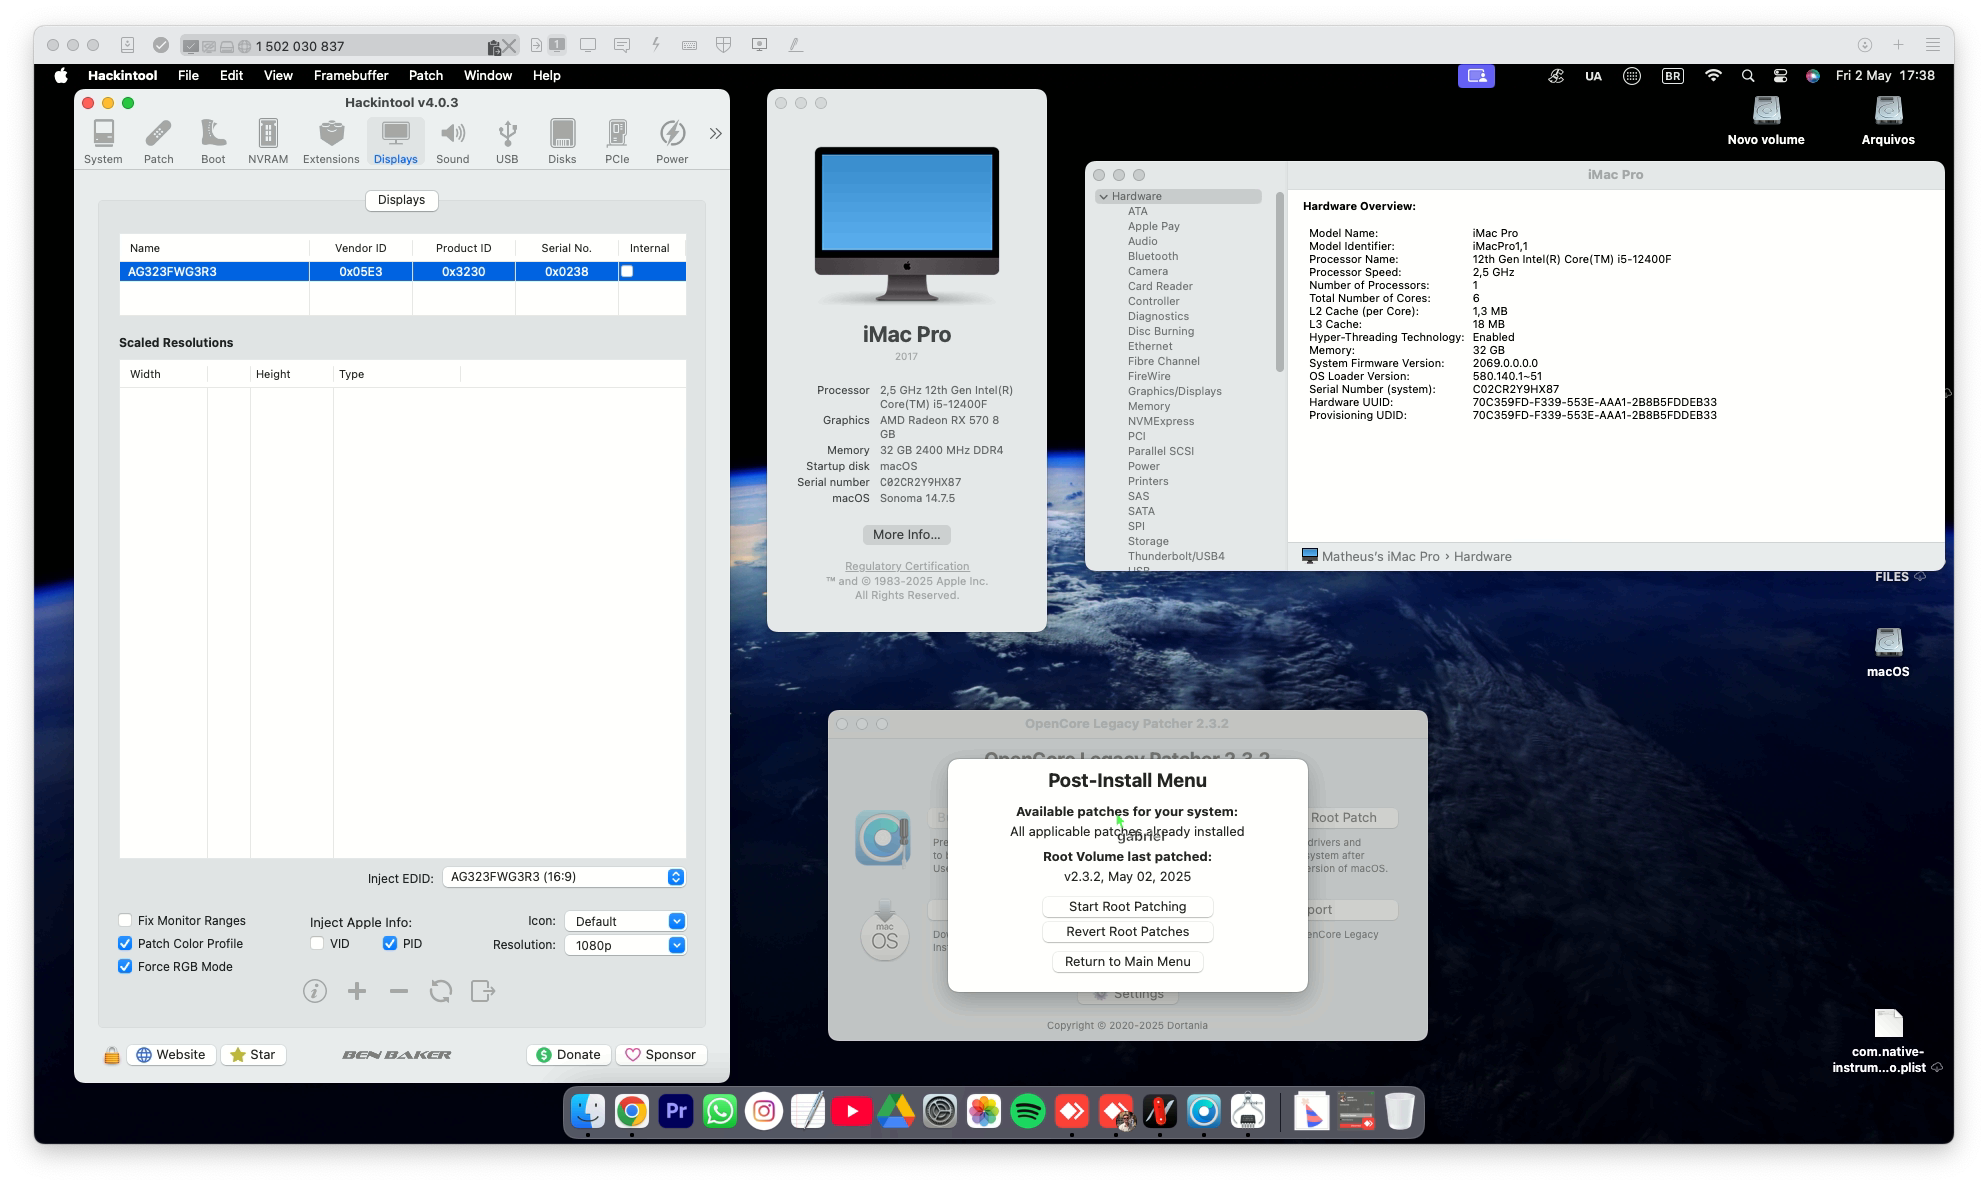 1 502 030 837
1
Hackintool File Edit View Framebuffer Patch Window Help
UA
BR
Fri 2 May 17:38
Hackintool v4.0.3
System Patch Boot NVRAM Extensions Displays Sound USB Disks PCIe Power
Displays
Name Vendor ID Product ID Serial No. Internal
AG323FWG3R3 0x05E3 0x3230 0x0238
Scaled Resolutions
Width Height Type
Inject EDID: AG323FWG3R3 (16:9)
Fix Monitor Ranges
Patch Color Profile
Force RGB Mode
Inject Apple Info:
VID PID
Icon: Default
Resolution: 1080p
Website
Star
BEN BAKER
Donate
Sponsor
iMac Pro
2017
Processor 2,5 GHz 12th Gen Intel(R)
Core(TM) i5-12400F
Graphics AMD Radeon RX 570 8
GB
Memory 32 GB 2400 MHz DDR4
Startup disk macOS
Serial number C02CR2Y9HX87
macOS Sonoma 14.7.5
More Info...
Regulatory Certification
™ and © 1983-2025 Apple Inc.
All Rights Reserved.
Novo volume
Arquivos
iMac Pro
Hardware
ATA
Apple Pay
Audio
Bluetooth
Camera
Card Reader
Controller
Diagnostics
Disc Burning
Ethernet
Fibre Channel
FireWire
Graphics/Displays
Memory
NVMExpress
PCI
Parallel SCSI
Power
Printers
SAS
SATA
SPI
Storage
Thunderbolt/USB4
USB
Hardware Overview:
Model Name: iMac Pro
Model Identifier: iMacPro1,1
Processor Name: 12th Gen Intel(R) Core(TM) i5-12400F
Processor Speed: 2,5 GHz
Number of Processors: 1
Total Number of Cores: 6
L2 Cache (per Core): 1,3 MB
L3 Cache: 18 MB
Hyper-Threading Technology: Enabled
Memory: 32 GB
System Firmware Version: 2069.0.0.0.0
OS Loader Version: 580.140.1~51
Serial Number (system): C02CR2Y9HX87
Hardware UUID: 70C359FD-F339-553E-AAA1-2B8B5FDDEB33
Provisioning UDID: 70C359FD-F339-553E-AAA1-2B8B5FDDEB33
Matheus's iMac Pro › Hardware
FILES
macOS
OpenCore Legacy Patcher 2.3.2
OpenCore Legacy Patcher 2.3.2
Root Patch
drivers and
system after
ersion of macOS.
port
enCore Legacy
mac
OS
Post-Install Menu
Available patches for your system:
All applicable patches already installed
gabriel
Root Volume last patched:
v2.3.2, May 02, 2025
Start Root Patching
Revert Root Patches
Return to Main Menu
Settings
Copyright © 2020-2025 Dortania
com.native-
instrum...o.plist
Pr